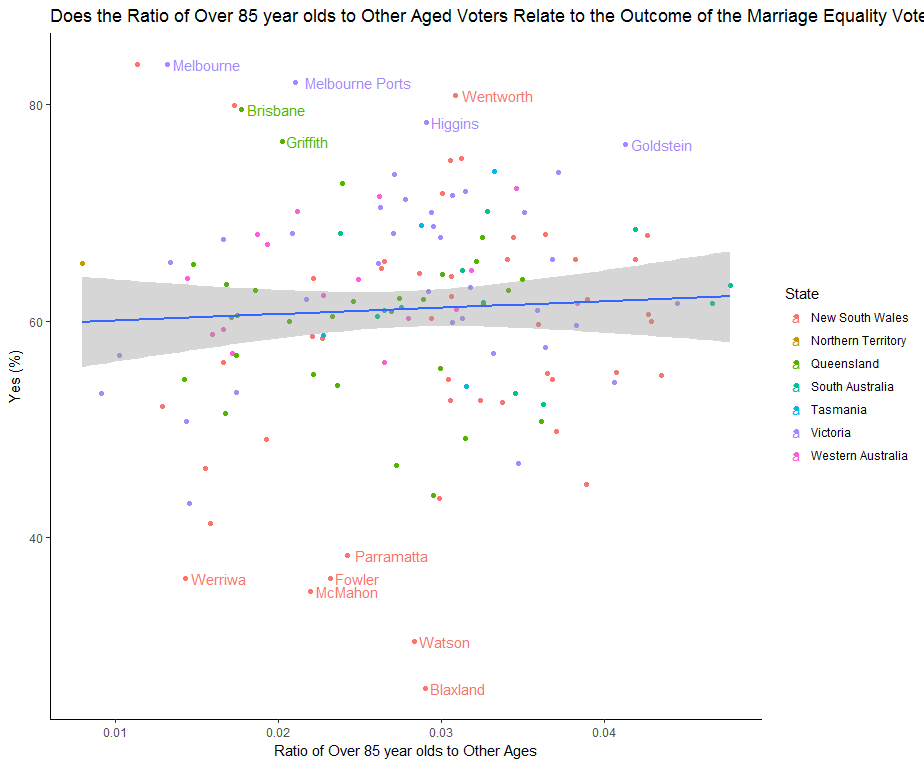 Does the Ratio of Over 85 year olds to Other Aged Voters Relate to the Outcome of the Marriage Equality Vote
Melbourne
Melbourne Ports
80
Wentworth
Brisbane
Higgins
Griffith
Goldstein
State
a New South Wales
60
a Northern Territory
a Queensland
Yes (%)
a South Australia
a Tasmania
a Victoria
a Western Australia
40
Parramatta
Werriwa
Fowler
McMahon
Watson
Blaxland
0.01 0.02 0.03 0.04
Ratio of Over 85 year olds to Other Ages